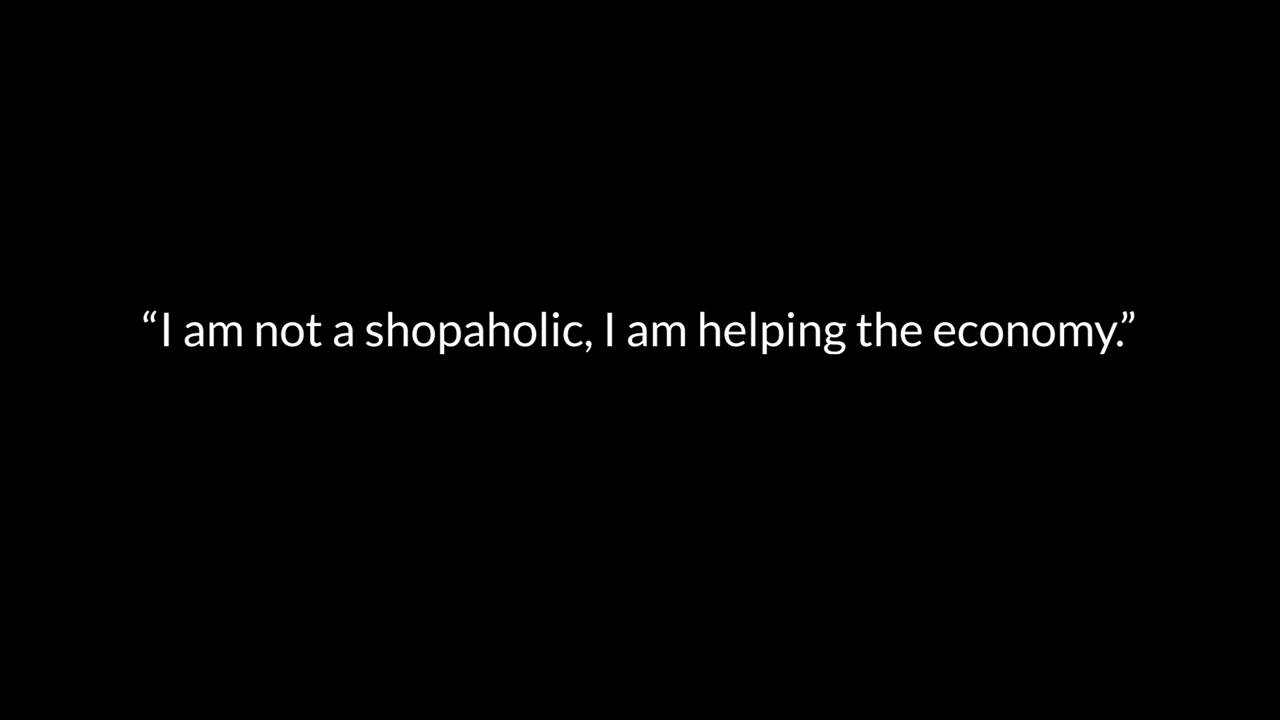 “I am not a shopaholic, I am helping the economy.”